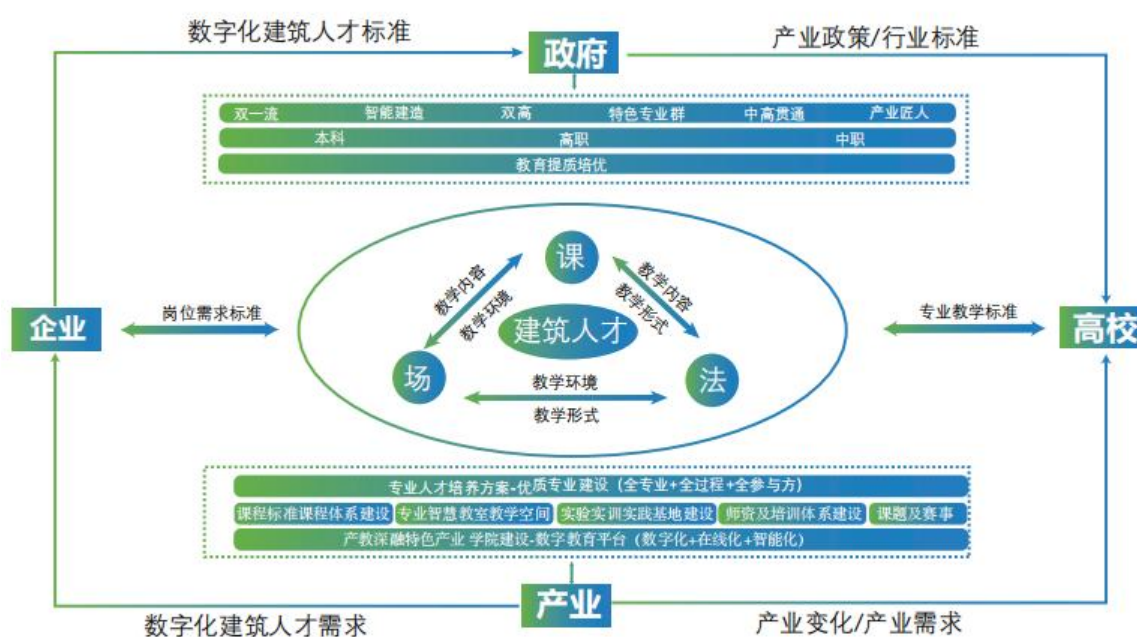 数字化建筑人才标准
政府
产业政策/行业标准
双一流 智能建造 双高 特色专业群 中高贯通 产业匠人
本科 高职 中职
教育提质培优
课
教学内容
教学环境
教学内容
教学形式
企业
岗位需求标准
建筑人才
专业教学标准
高校
场
教学环境
教学形式
法
专业人才培养方案-优质专业建设（全专业+全过程+全参与方）
课程标准课程体系建设 专业智慧教室教学空间 实验实训实践基地建设 师资及培训体系建设 课题及赛事
产教深融特色产业 学院建设-数字教育平台（数字化+在线化+智能化）
产业
数字化建筑人才需求
产业变化/产业需求